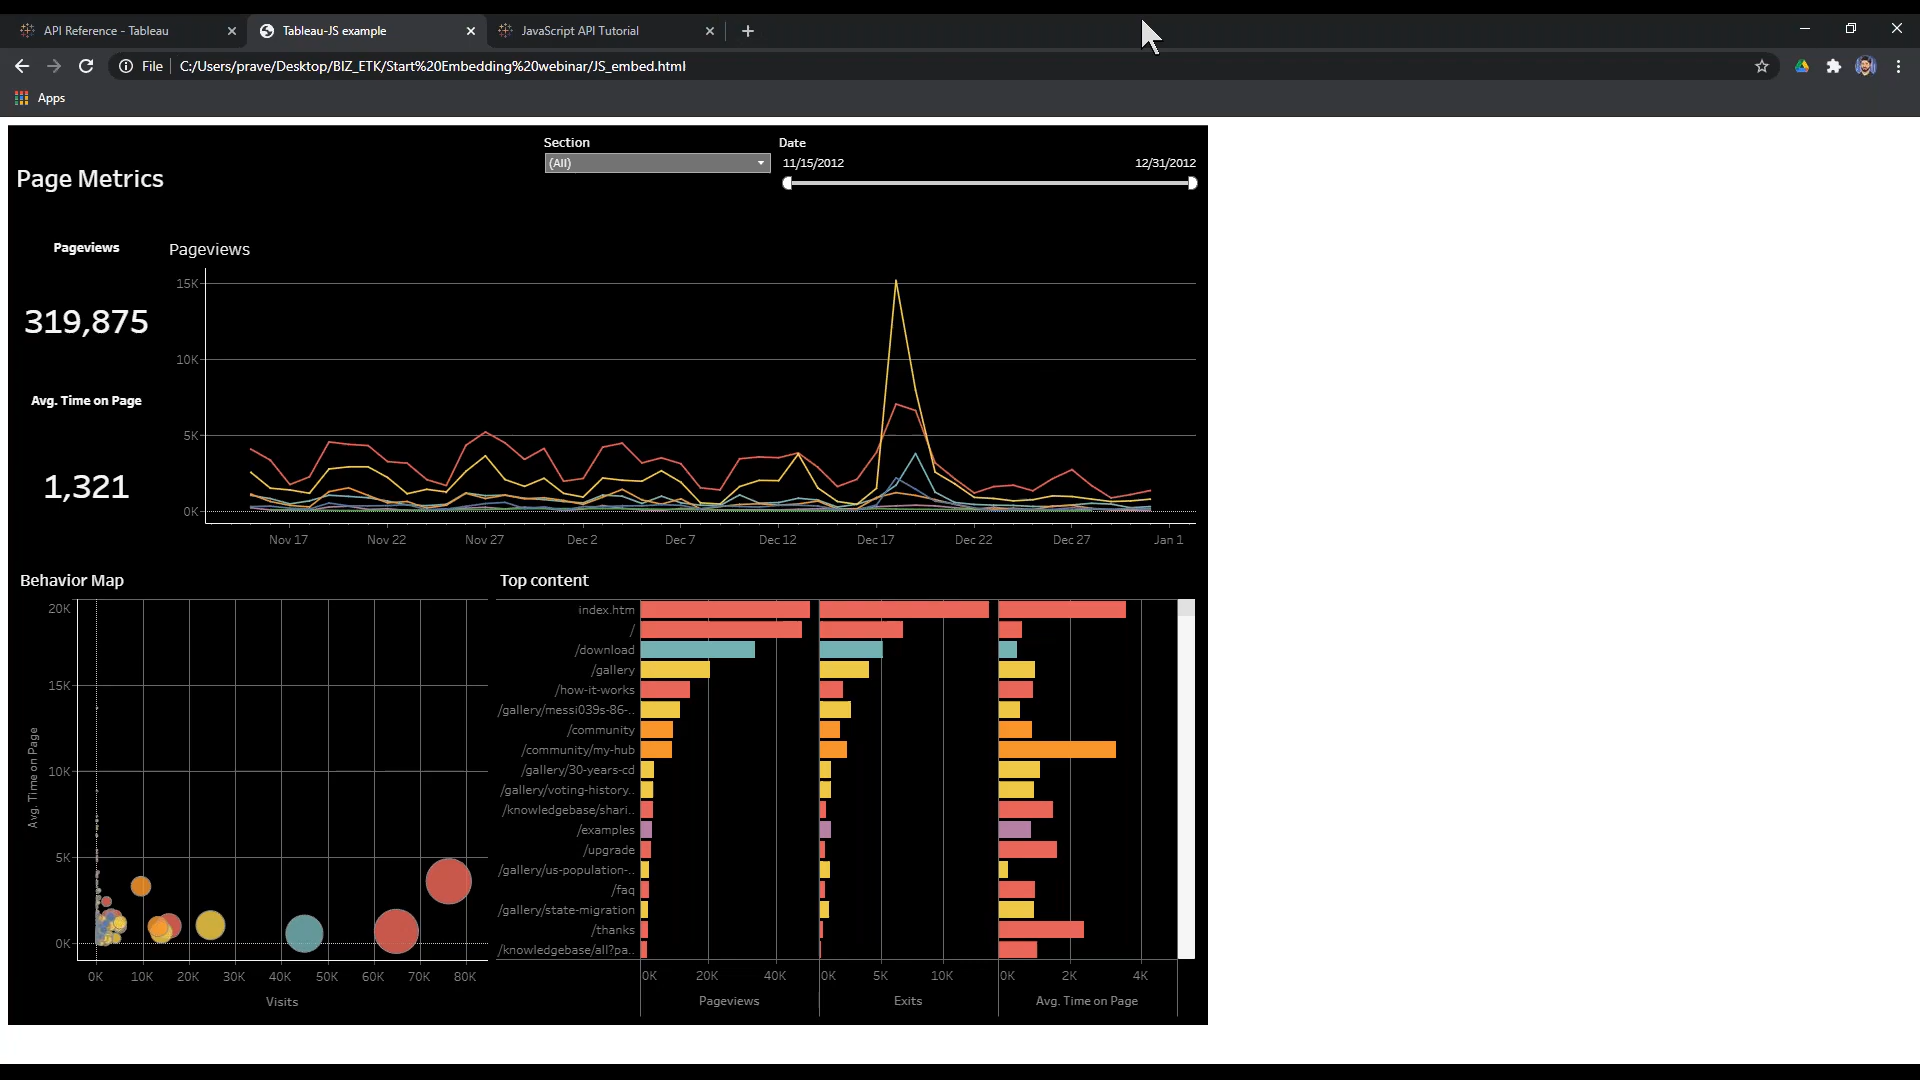 API Reference - Tableau
Tableau-JS example
JavaScript API Tutorial
File
C:/Users/prave/Desktop/BIZ_ETK/Start%20Embedding%20webinar/JS_embed.html
Apps
Page Metrics
Section
(All)
Date
11/15/2012
12/31/2012
Pageviews
319,875
Avg. Time on Page
1,321
Pageviews
15K
10K
5K
0K
Nov 17
Nov 22
Nov 27
Dec 2
Dec 7
Dec 12
Dec 17
Dec 22
Dec 27
Jan 1
Behavior Map
Avg. Time on Page
20K
15K
10K
5K
0K
0K
10K
20K
30K
40K
50K
60K
70K
80K
Visits
Top content
index.htm
/
/download
/gallery
/how-it-works
/gallery/messi039s-86-..
/community
/community/my-hub
/gallery/30-years-cd
/gallery/voting-history..
/knowledgebase/shari..
/examples
/upgrade
/gallery/us-population-..
/faq
/gallery/state-migration
/thanks
/knowledgebase/all?pa..
0K
20K
40K
Pageviews
0K
5K
10K
Exits
0K
2K
4K
Avg. Time on Page